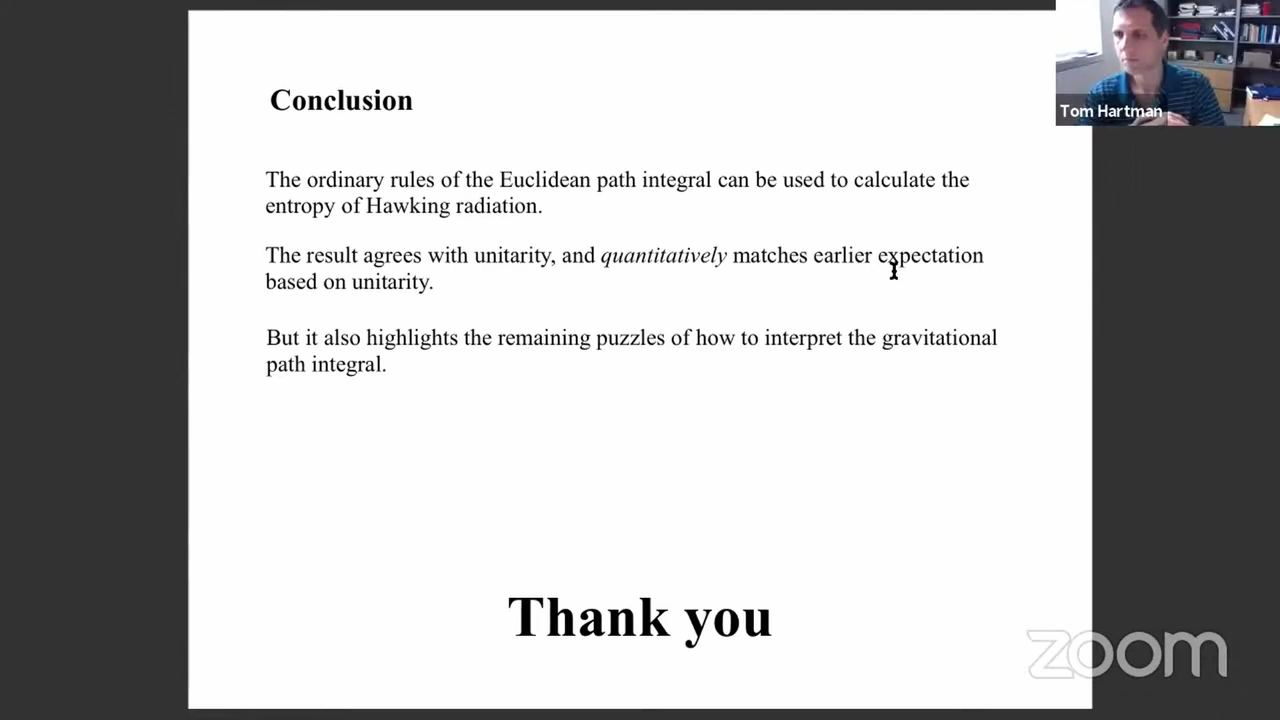 Conclusion
Tom Hartman
The ordinary rules of the Euclidean path integral can be used to calculate the
entropy of Hawking radiation.
The result agrees with unitarity, and quantitatively matches earlier expectation
based on unitarity.
But it also highlights the remaining puzzles of how to interpret the gravitational
path integral.
Thank you
zoom